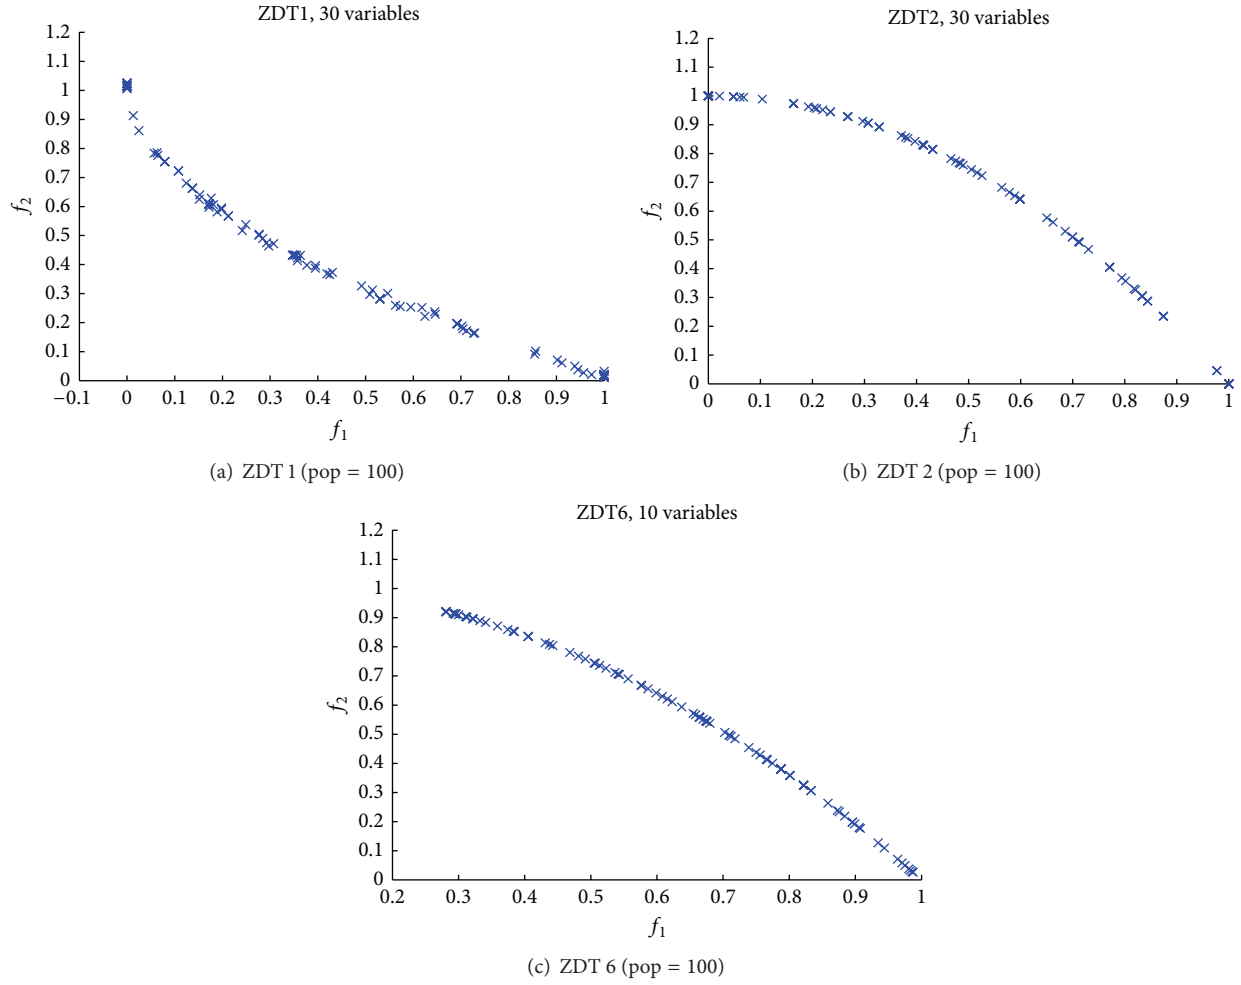 ZDT1, 30 variables
1.2
1.1
1
0.9
0.8
0.7
0.6
0.5
0.4
0.3
0.2
0.1
0
f2
−0.1 0 0.1 0.2 0.3 0.4 0.5 0.6 0.7 0.8 0.9 1
f1
(a) ZDT 1 (pop = 100)
ZDT2, 30 variables
1.2
1.1
1
0.9
0.8
0.7
0.6
0.5
0.4
0.3
0.2
0.1
0
f2
0 0.1 0.2 0.3 0.4 0.5 0.6 0.7 0.8 0.9 1
f1
(b) ZDT 2 (pop = 100)
ZDT6, 10 variables
1.2
1.1
1
0.9
0.8
0.7
0.6
0.5
0.4
0.3
0.2
0.1
0
f2
0.2 0.3 0.4 0.5 0.6 0.7 0.8 0.9 1
f1
(c) ZDT 6 (pop = 100)